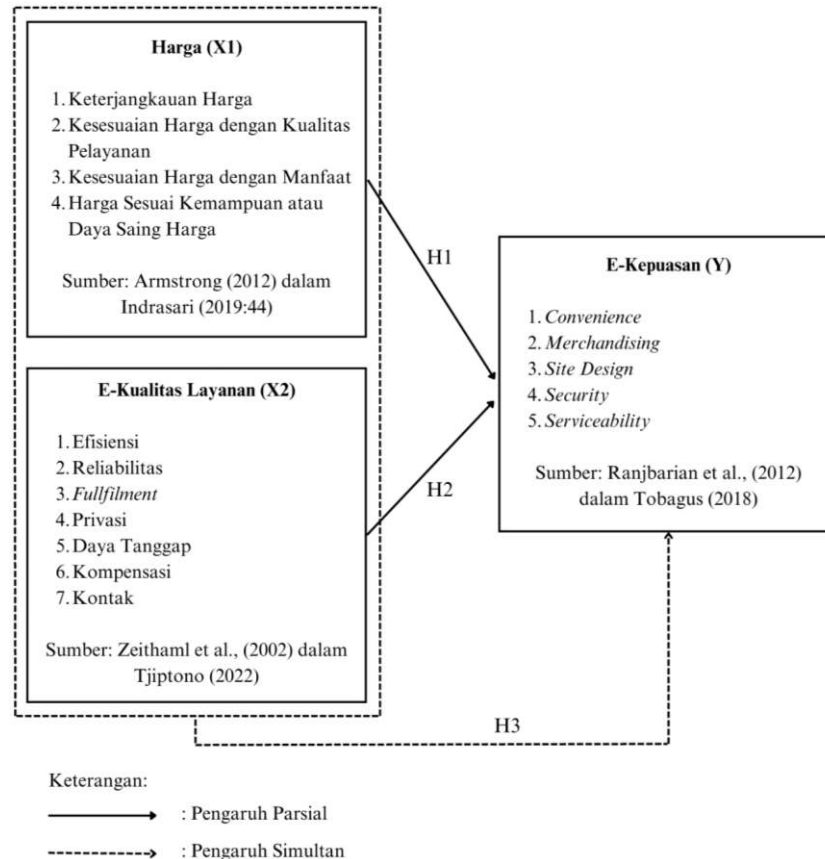 Harga (X1)
1. Keterjangkauan Harga
2. Kesesuaian Harga dengan Kualitas
Pelayanan
3. Kesesuaian Harga dengan Manfaat
4. Harga Sesuai Kemampuan atau
Daya Saing Harga
Sumber: Armstrong (2012) dalam
Indrasari (2019:44)
E-Kualitas Layanan (X2)
1. Efisiensi
2. Reliabilitas
3. Fullfilment
4. Privasi
5. Daya Tanggap
6. Kompensasi
7. Kontak
Sumber: Zeithaml et al., (2002) dalam
Tjiptono (2022)
H1
H2
E-Kepuasan (Y)
1. Convenience
2. Merchandising
3. Site Design
4. Security
5. Serviceability
Sumber: Ranjbarian et al., (2012)
dalam Tobagus (2018)
H3
Keterangan:
: Pengaruh Parsial
: Pengaruh Simultan